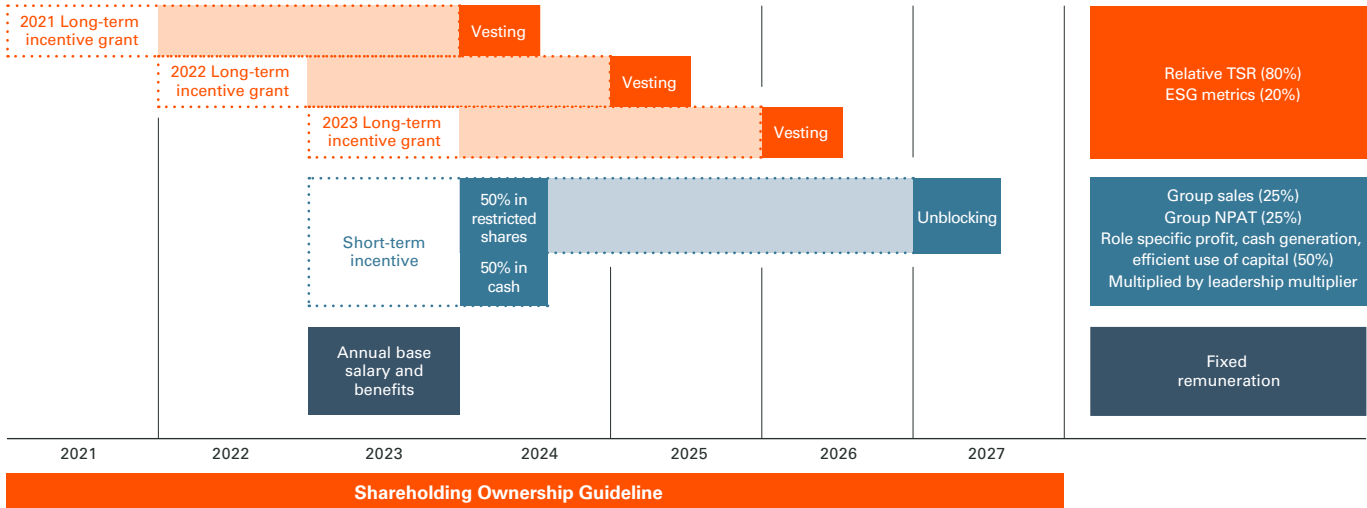 2021 Long-term
incentive grant
Vesting
2022 Long-term
incentive grant
Vesting
2023 Long-term
incentive grant
Vesting
Relative TSR (80%)
ESG metrics (20%)
Short-term
incentive
50% in
restricted
shares
50% in
cash
Unblocking
Group sales (25%)
Group NPAT (25%)
Role specific profit, cash generation,
efficient use of capital (50%)
Multiplied by leadership multiplier
Annual base
salary and
benefits
Fixed
remuneration
2021
2022
2023
2024
2025
2026
2027
Shareholding Ownership Guideline